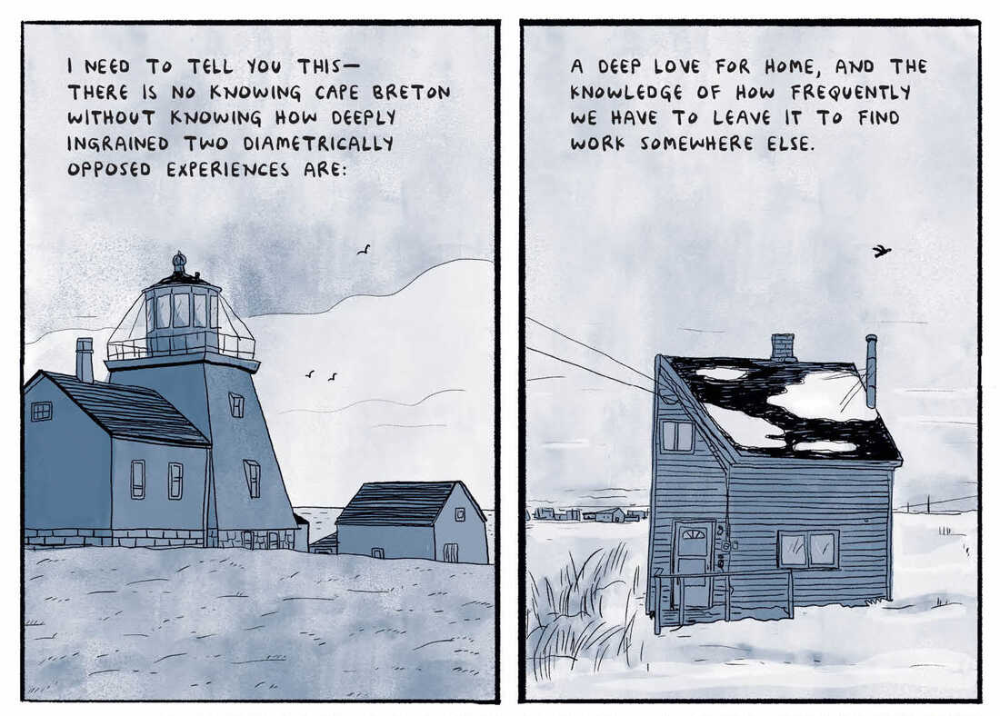 I NEED TO TELL YOU THIS—
THERE IS NO KNOWING CAPE BRETON
WITHOUT KNOWING HOW DEEPLY
INGRAINED TWO DIAMETRICALLY
OPPOSED EXPERIENCES ARE:
A DEEP LOVE FOR HOME, AND THE
KNOWLEDGE OF HOW FREQUENTLY
WE HAVE TO LEAVE IT TO FIND
WORK SOMEWHERE ELSE.